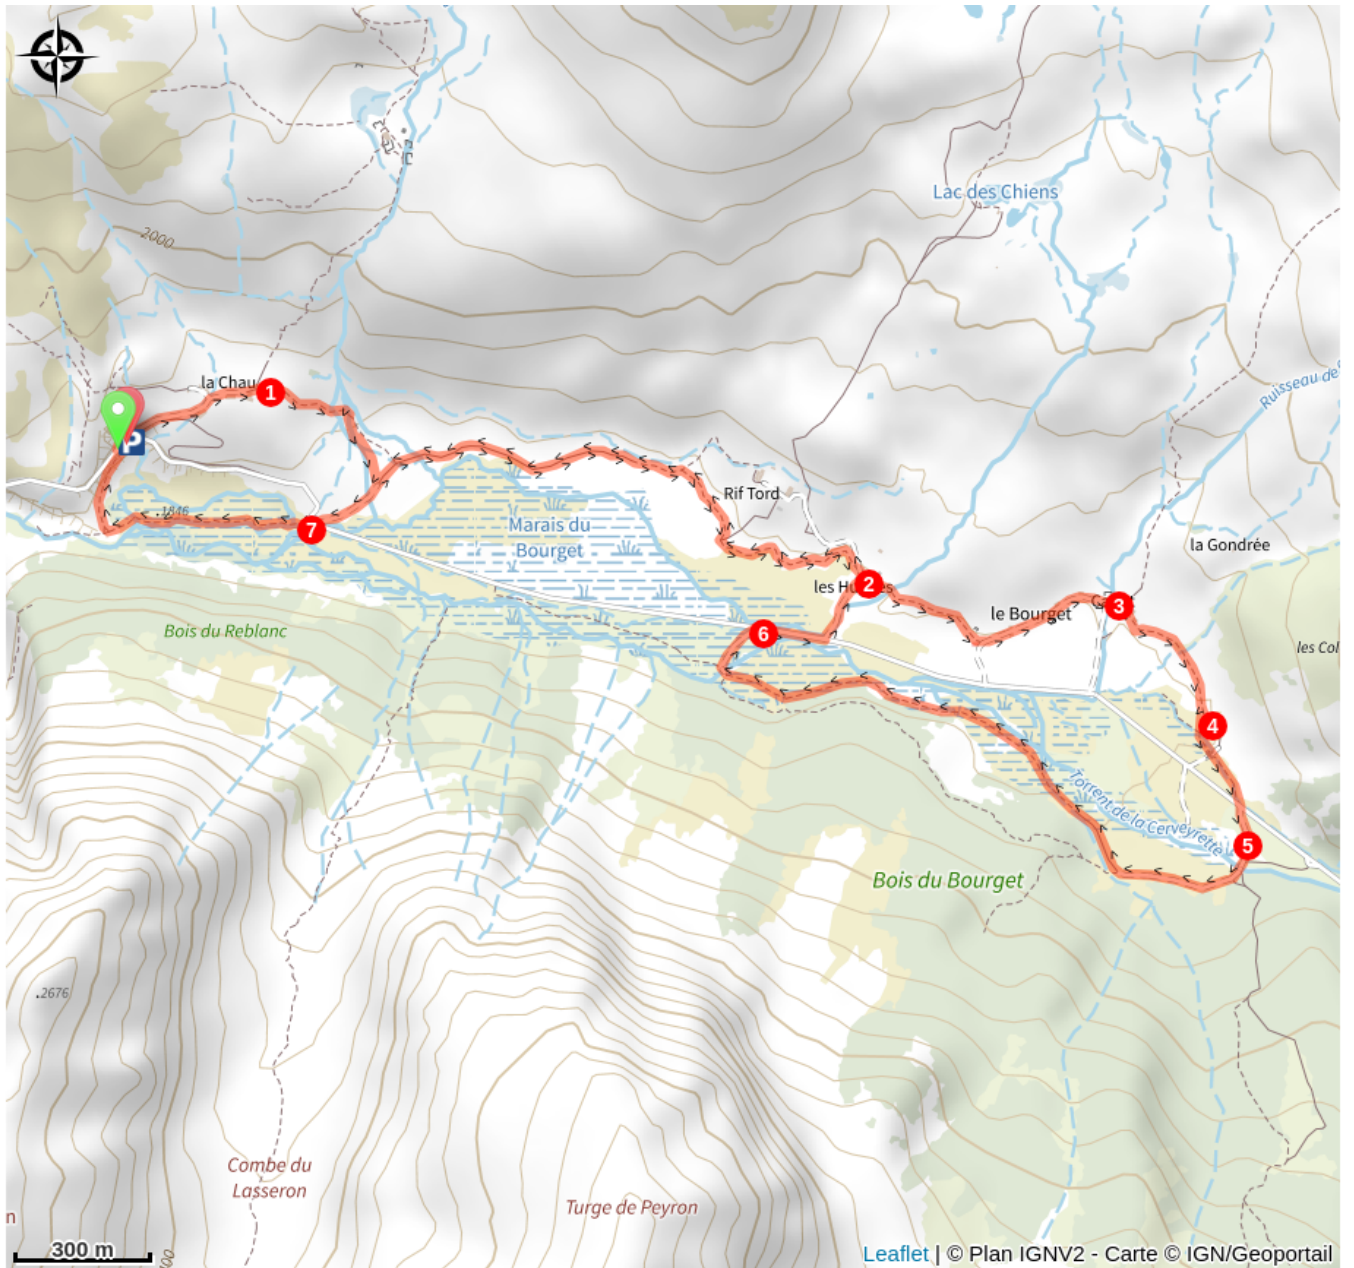 Lac des Chiens
2000
Ruisseau de
la Chau
1
P
Rif Tord
.1846
7
Marais du
Bourget
la Gondrée
2
3
le Bourget
6
Bois du Reblanc
les Col
4
Torrent de la Cerveyrette
5
Bois du Bourget
.2676
Combe du
Lasseron
Turge de Peyron
n
300 m
Leaflet | © Plan IGNV2 - Carte © IGN/Geoportail